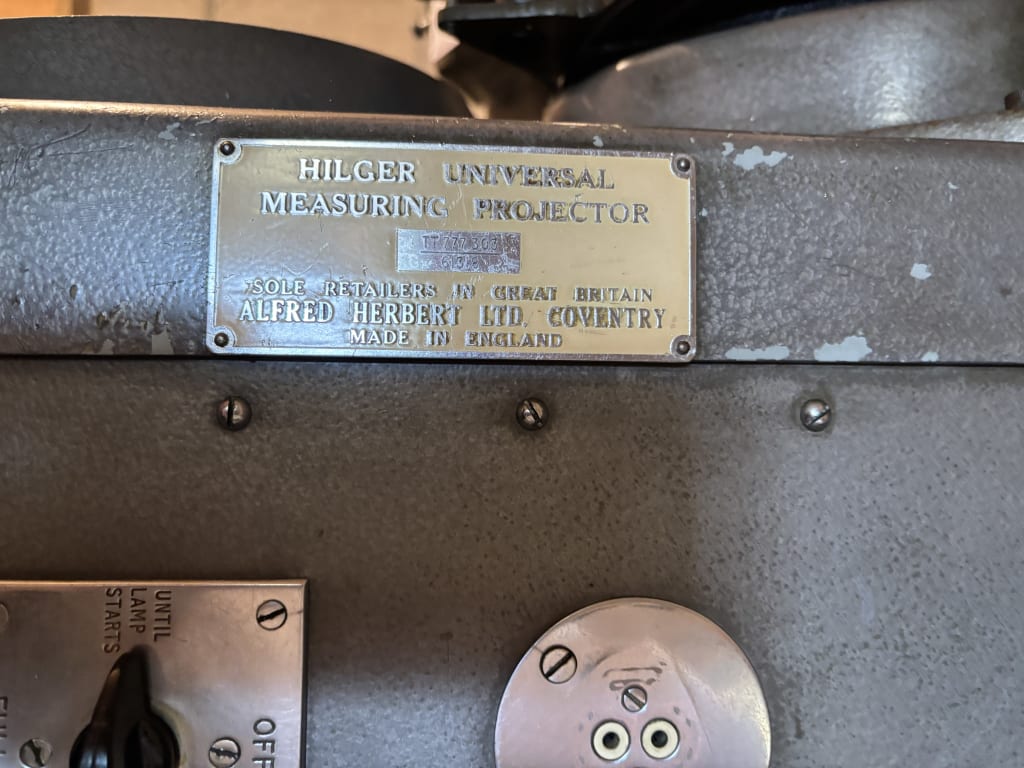 HILGER UNIVERSAL
MEASURING PROJECTOR
TT777303
SOLE RETAILERS IN GREAT BRITAIN
ALFRED HERBERT LTD. COVENTRY
MADE IN ENGLAND
UNTIL
LAMP
STARTS
OFF